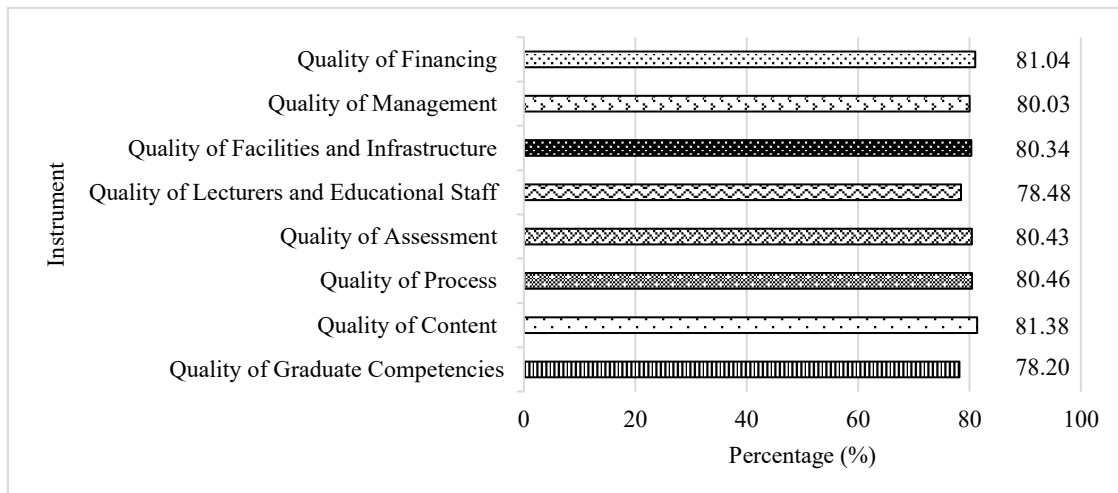 Quality of Financing 81.04
Quality of Management 80.03
Quality of Facilities and Infrastructure 80.34
Quality of Lecturers and Educational Staff 78.48
Quality of Assessment 80.43
Quality of Process 80.46
Quality of Content 81.38
Quality of Graduate Competencies 78.20
Instrument
0 20 40 60 80 100
Percentage (%)